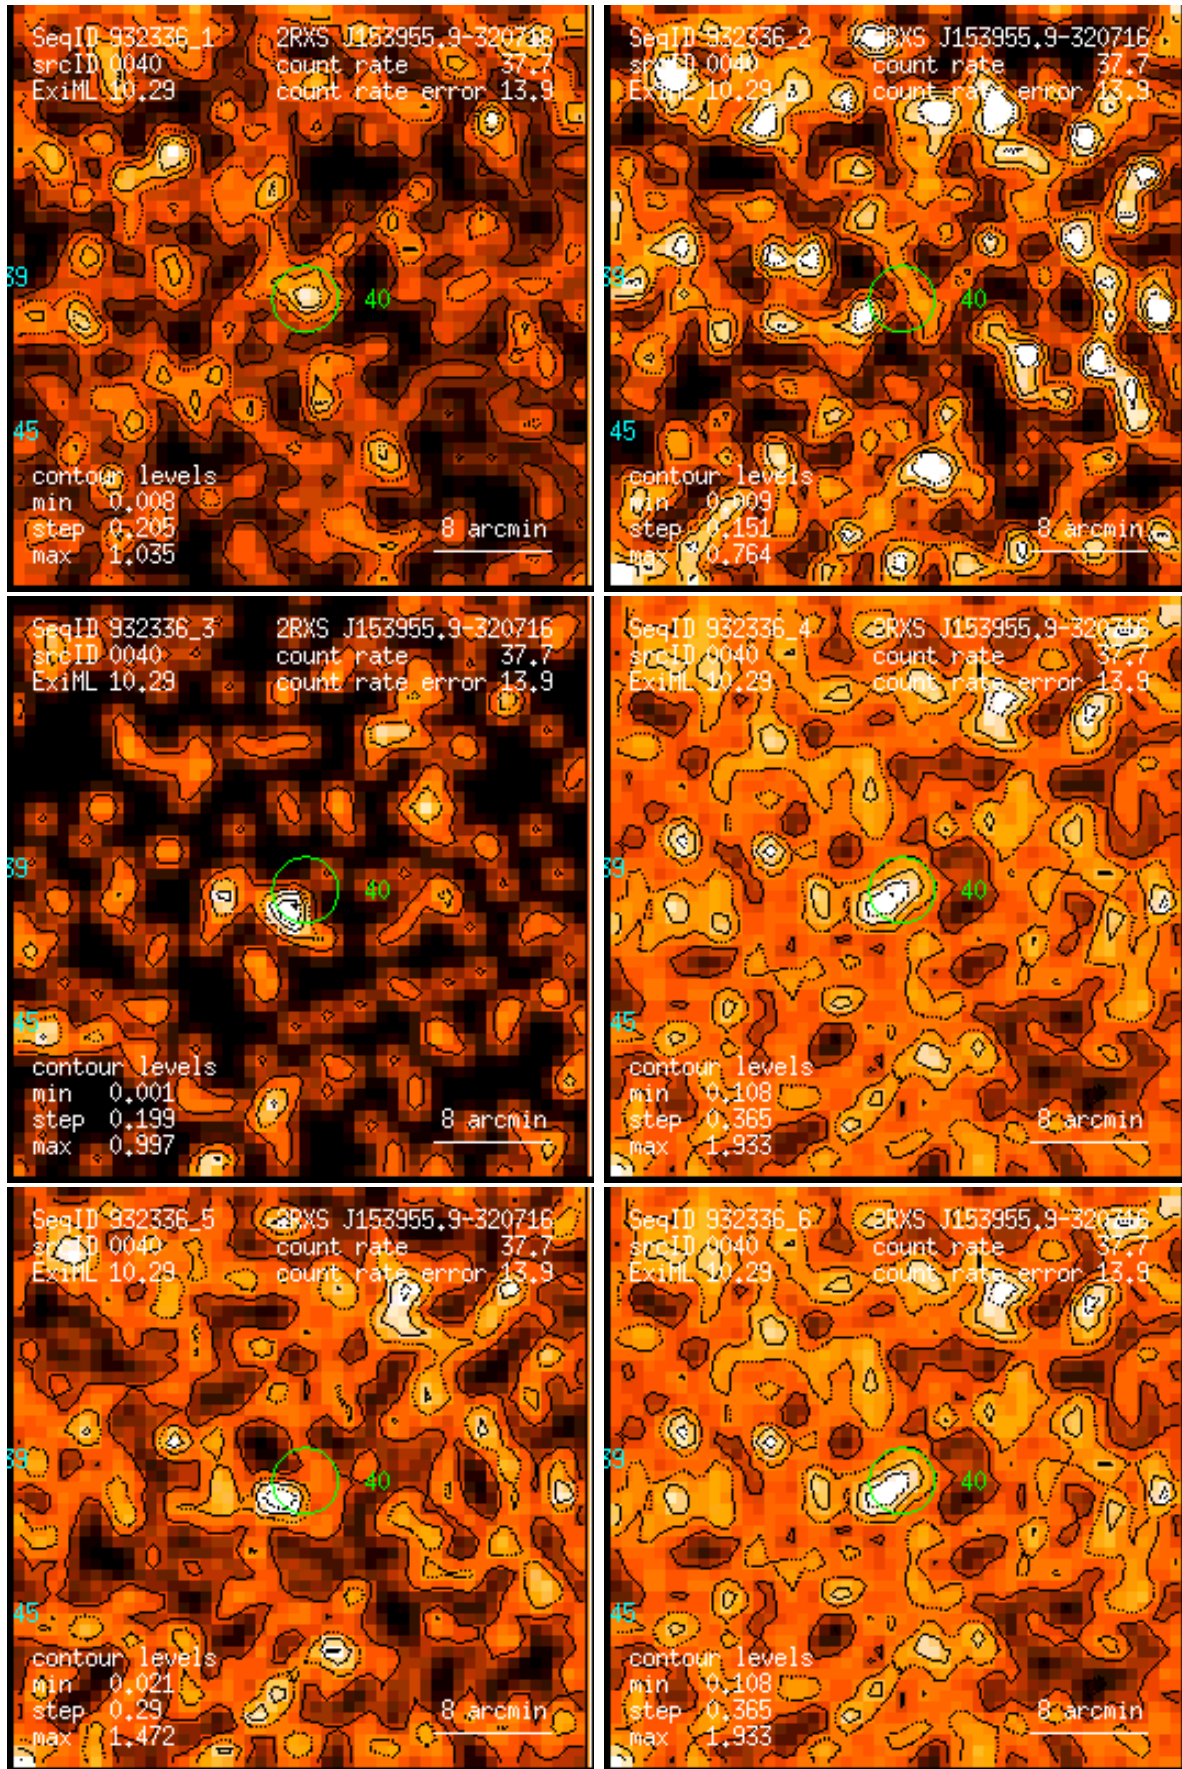 SeqID 932336_1 2RXS J153955.9-320716
srcID 0040 count rate 37.7
ExiML 10.29 count rate error 13.9
39
40
45
contour levels
min 0.008
step 0.205
max 1.035
8 arcmin
SeqID 932336_2 2RXS J153955.9-320716
srcID 0040 count rate 37.7
ExiML 10.29 count rate error 13.9
39
40
45
contour levels
min 0.009
step 0.151
max 0.764
8 arcmin
SeqID 932336_3 2RXS J153955.9-320716
srcID 0040 count rate 37.7
ExiML 10.29 count rate error 13.9
39
40
45
contour levels
min 0.001
step 0.199
max 0.997
8 arcmin
SeqID 932336_4 2RXS J153955.9-320716
srcID 0040 count rate 37.7
ExiML 10.29 count rate error 13.9
39
40
45
contour levels
min 0.108
step 0.365
max 1.933
8 arcmin
SeqID 932336_5 2RXS J153955.9-320716
srcID 0040 count rate 37.7
ExiML 10.29 count rate error 13.9
39
40
45
contour levels
min 0.021
step 0.29
max 1.472
8 arcmin
SeqID 932336_6 2RXS J153955.9-320716
srcID 0040 count rate 37.7
ExiML 10.29 count rate error 13.9
39
40
45
contour levels
min 0.108
step 0.365
max 1.933
8 arcmin